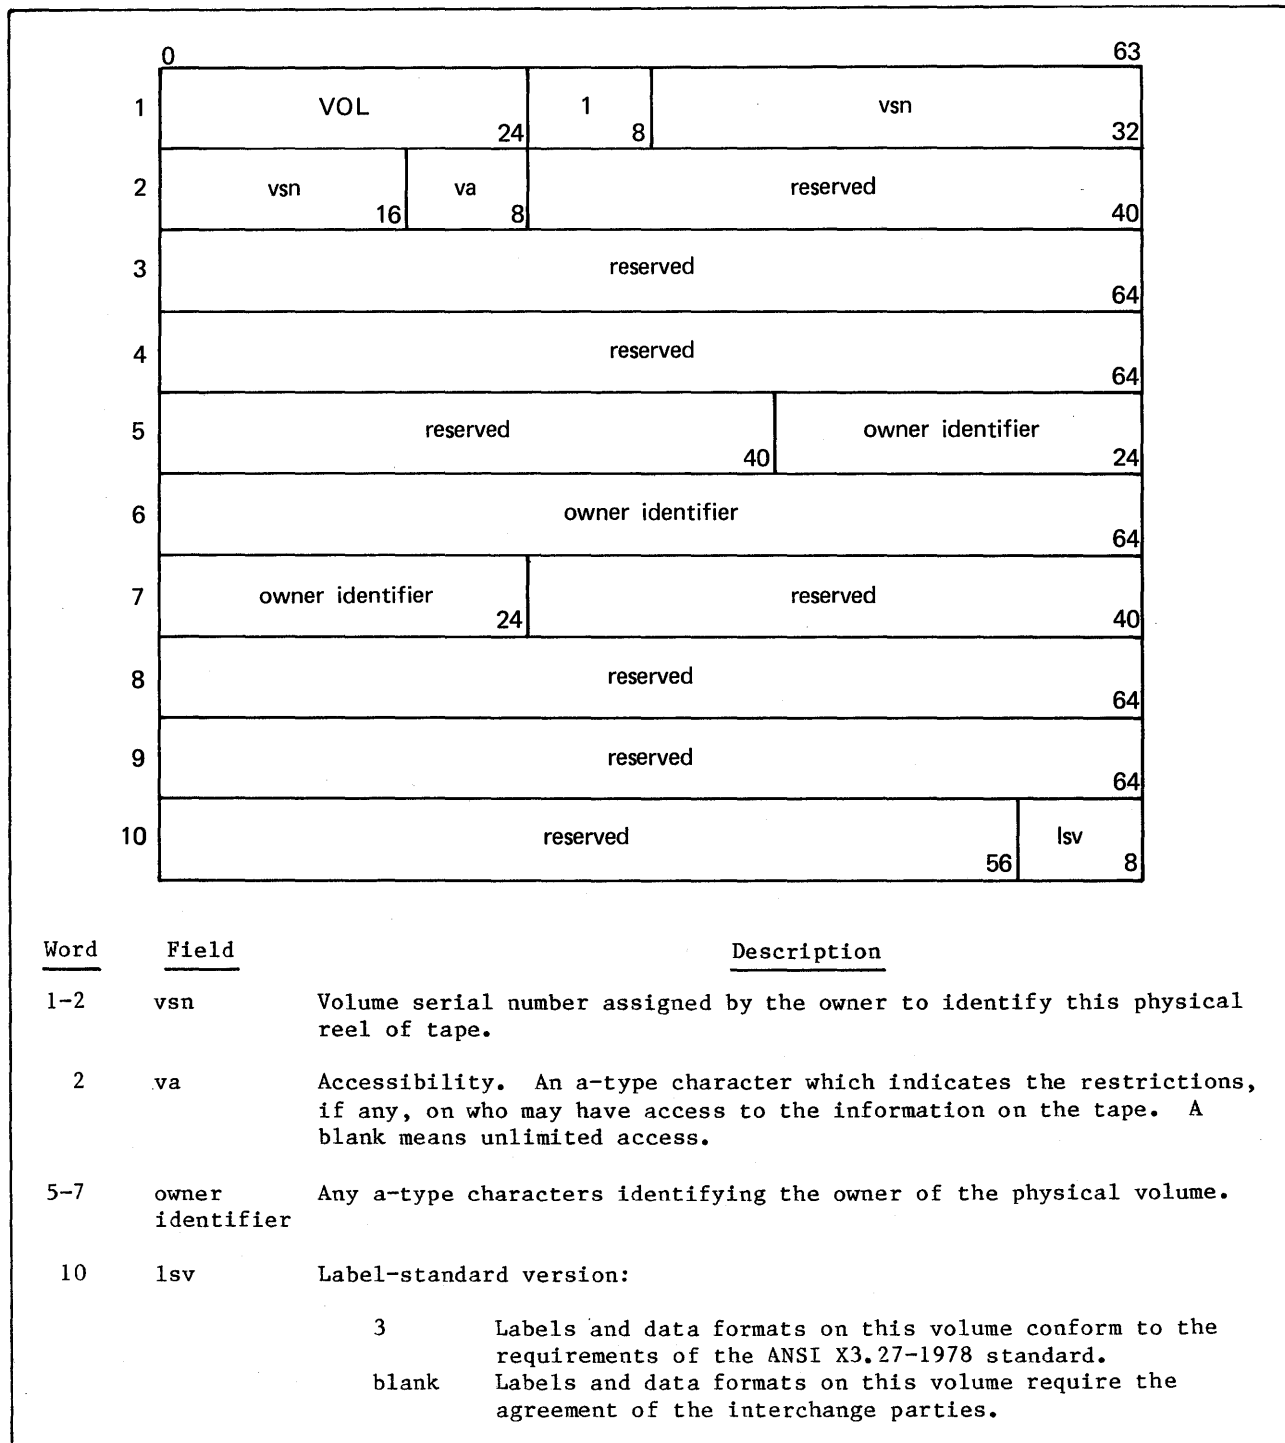 0 63
1 VOL 24 1 8 vsn 32
2 vsn 16 va 8 reserved 40
3 reserved 64
4 reserved 64
5 reserved 40 owner identifier 24
6 owner identifier 64
7 owner identifier 24 reserved 40
8 reserved 64
9 reserved 64
10 reserved 56 lsv 8
Word Field Description
1-2 vsn Volume serial number assigned by the owner to identify this physical
reel of tape.
2 va Accessibility. An a-type character which indicates the restrictions,
if any, on who may have access to the information on the tape. A
blank means unlimited access.
5-7 owner Any a-type characters identifying the owner of the physical volume.
identifier
10 lsv Label-standard version:
3 Labels and data formats on this volume conform to the
requirements of the ANSI X3.27-1978 standard.
blank Labels and data formats on this volume require the
agreement of the interchange parties.